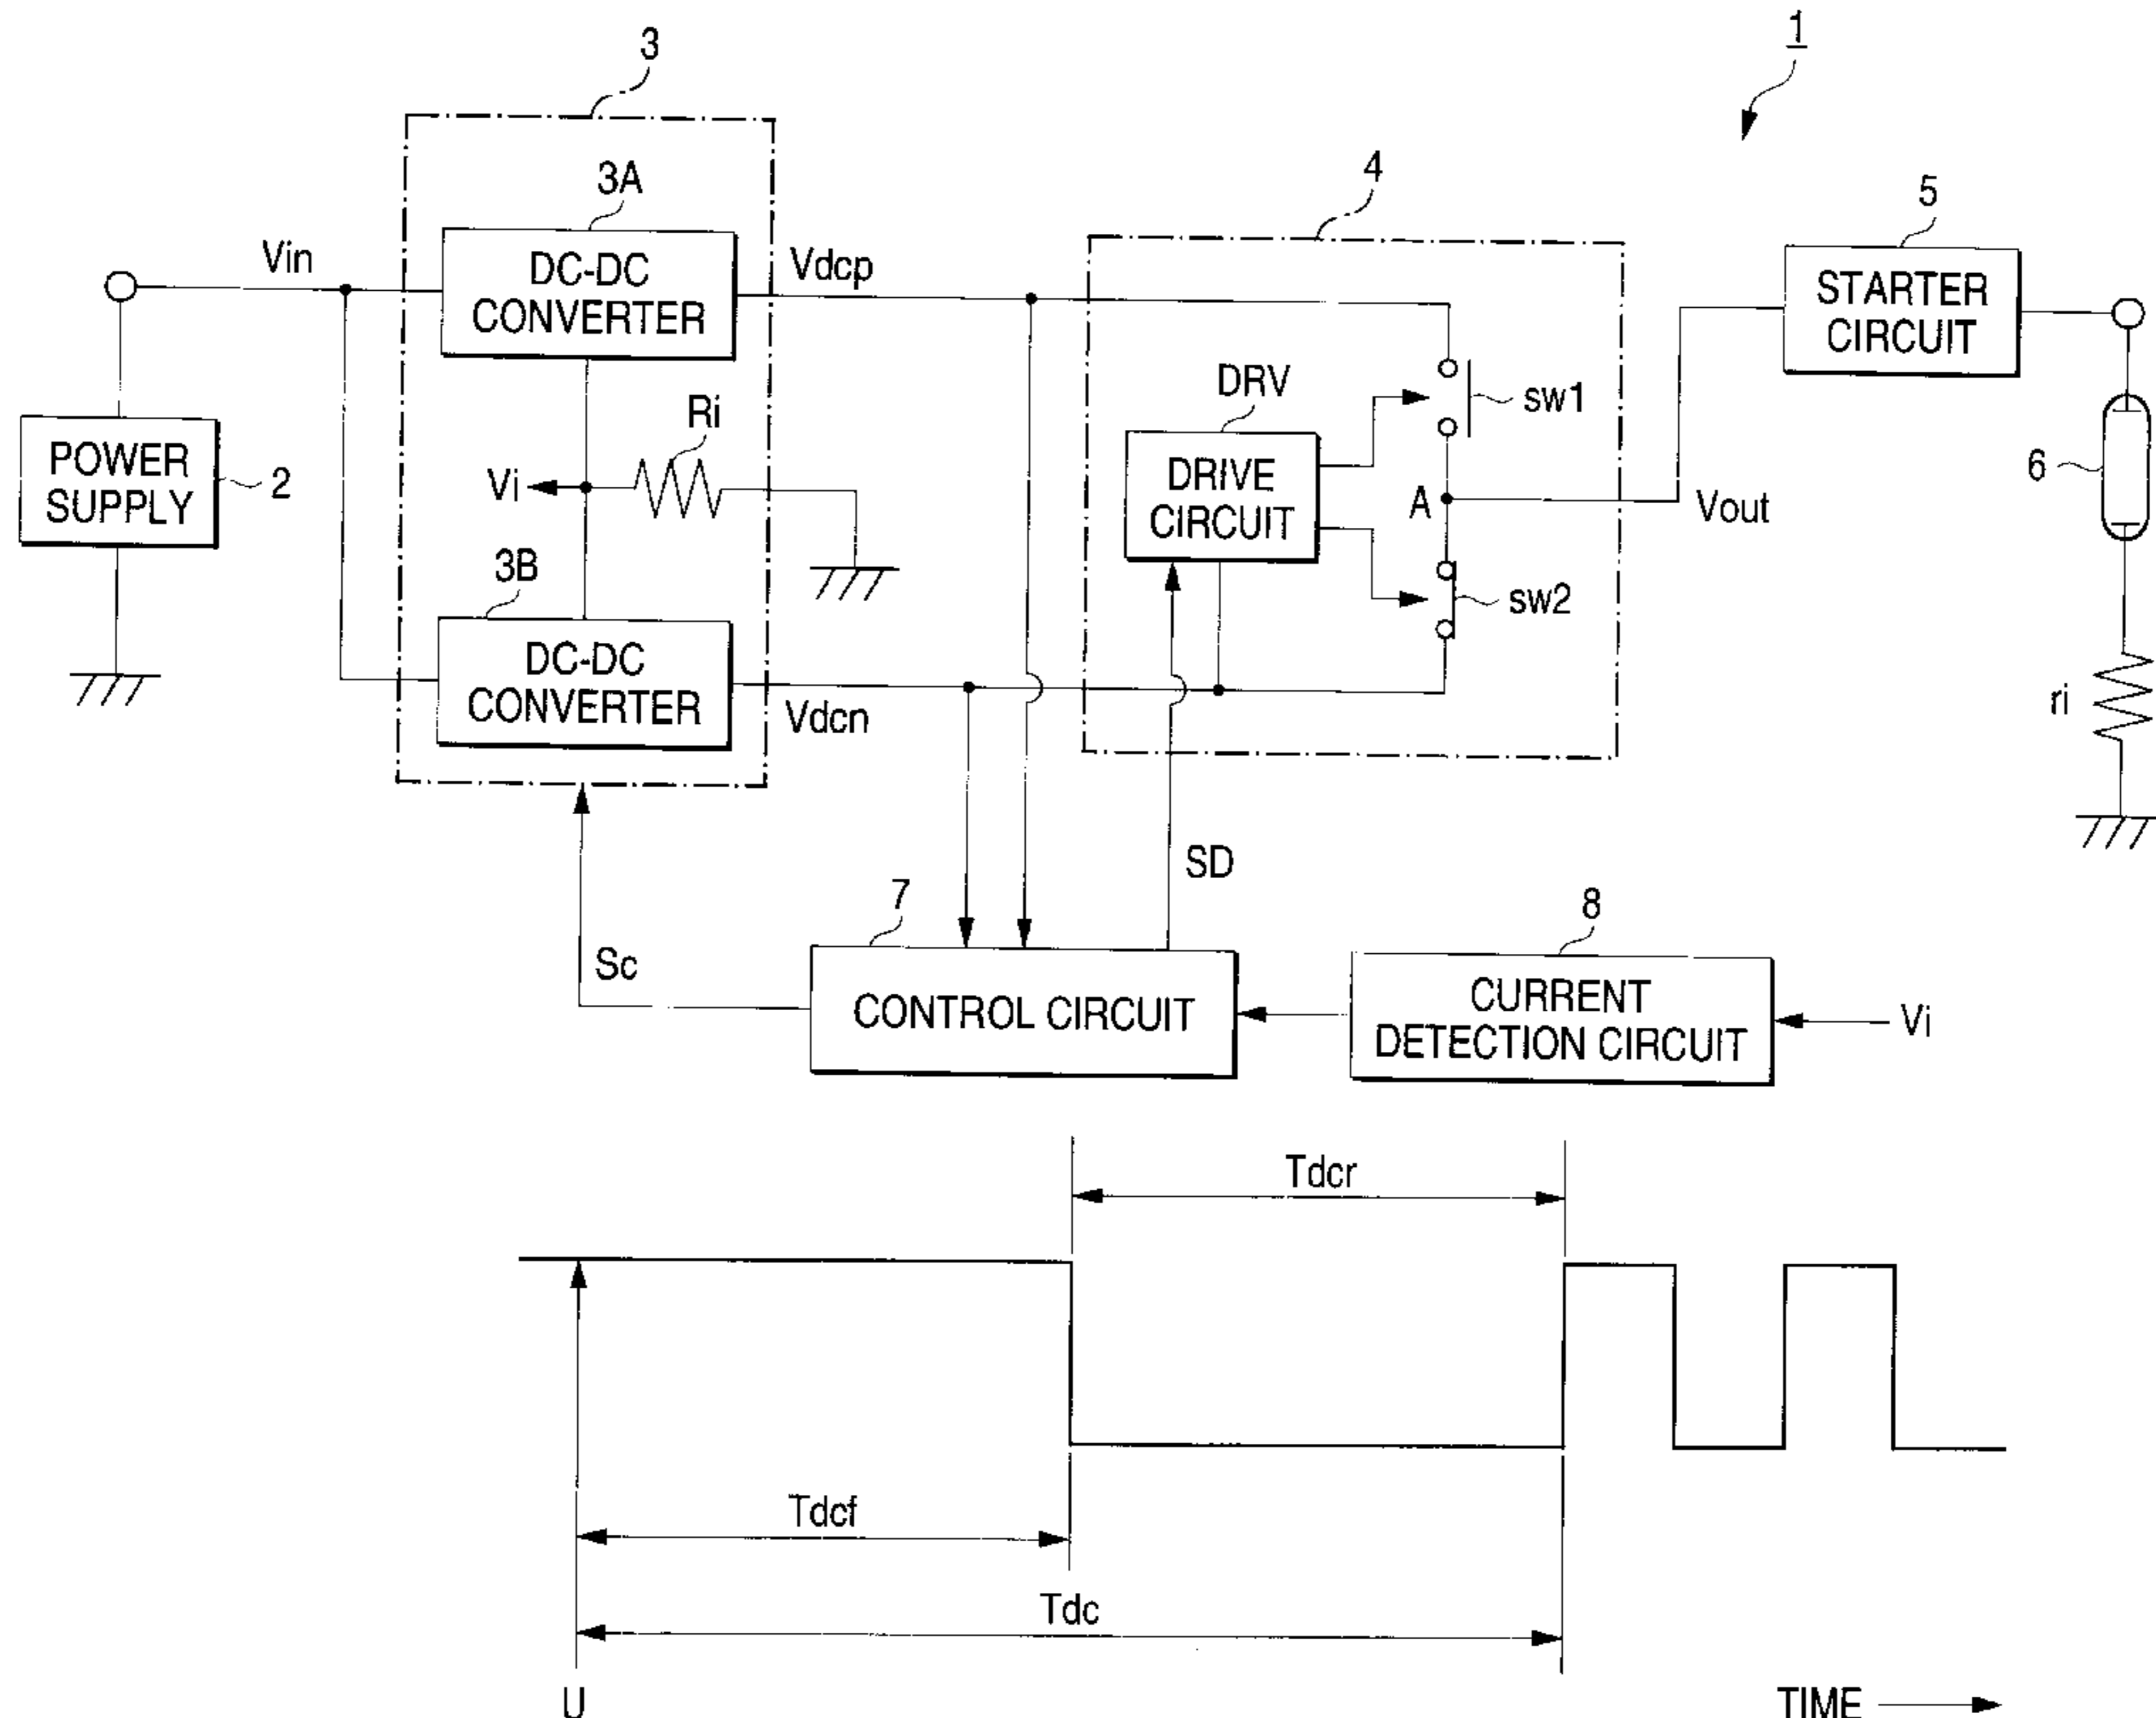 1
3
4
5
3A
DC-DC
CONVERTER
Vin
Vdcp
STARTER
CIRCUIT
DRV
sw1
Ri
POWER
SUPPLY
2
Vi
DRIVE
CIRCUIT
A
Vout
6
3B
sw2
DC-DC
CONVERTER
Vdcn
ri
SD
7
8
Sc
CONTROL CIRCUIT
CURRENT
DETECTION CIRCUIT
Vi
Tdcr
Tdcf
Tdc
U
TIME